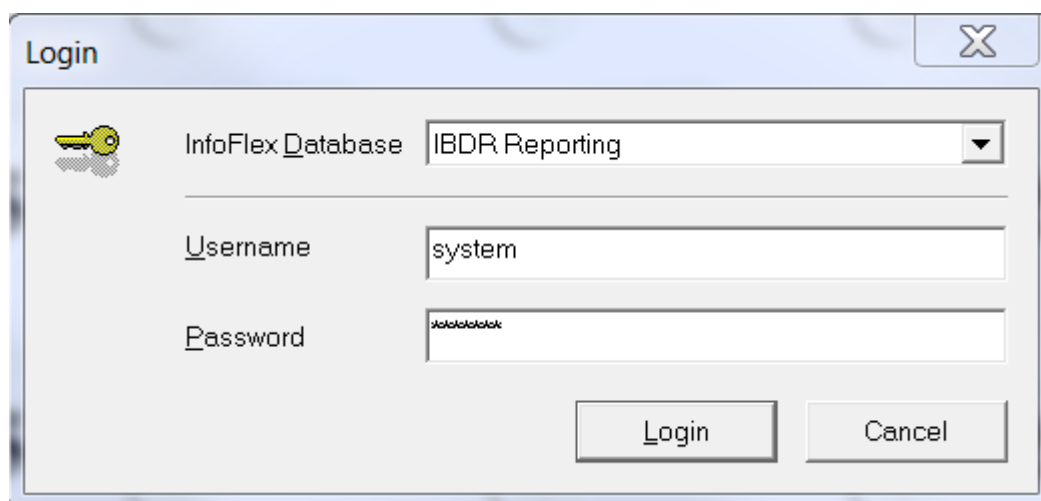 Login
InfoFlex Database IBDR Reporting
Username system
Password ********
Login Cancel